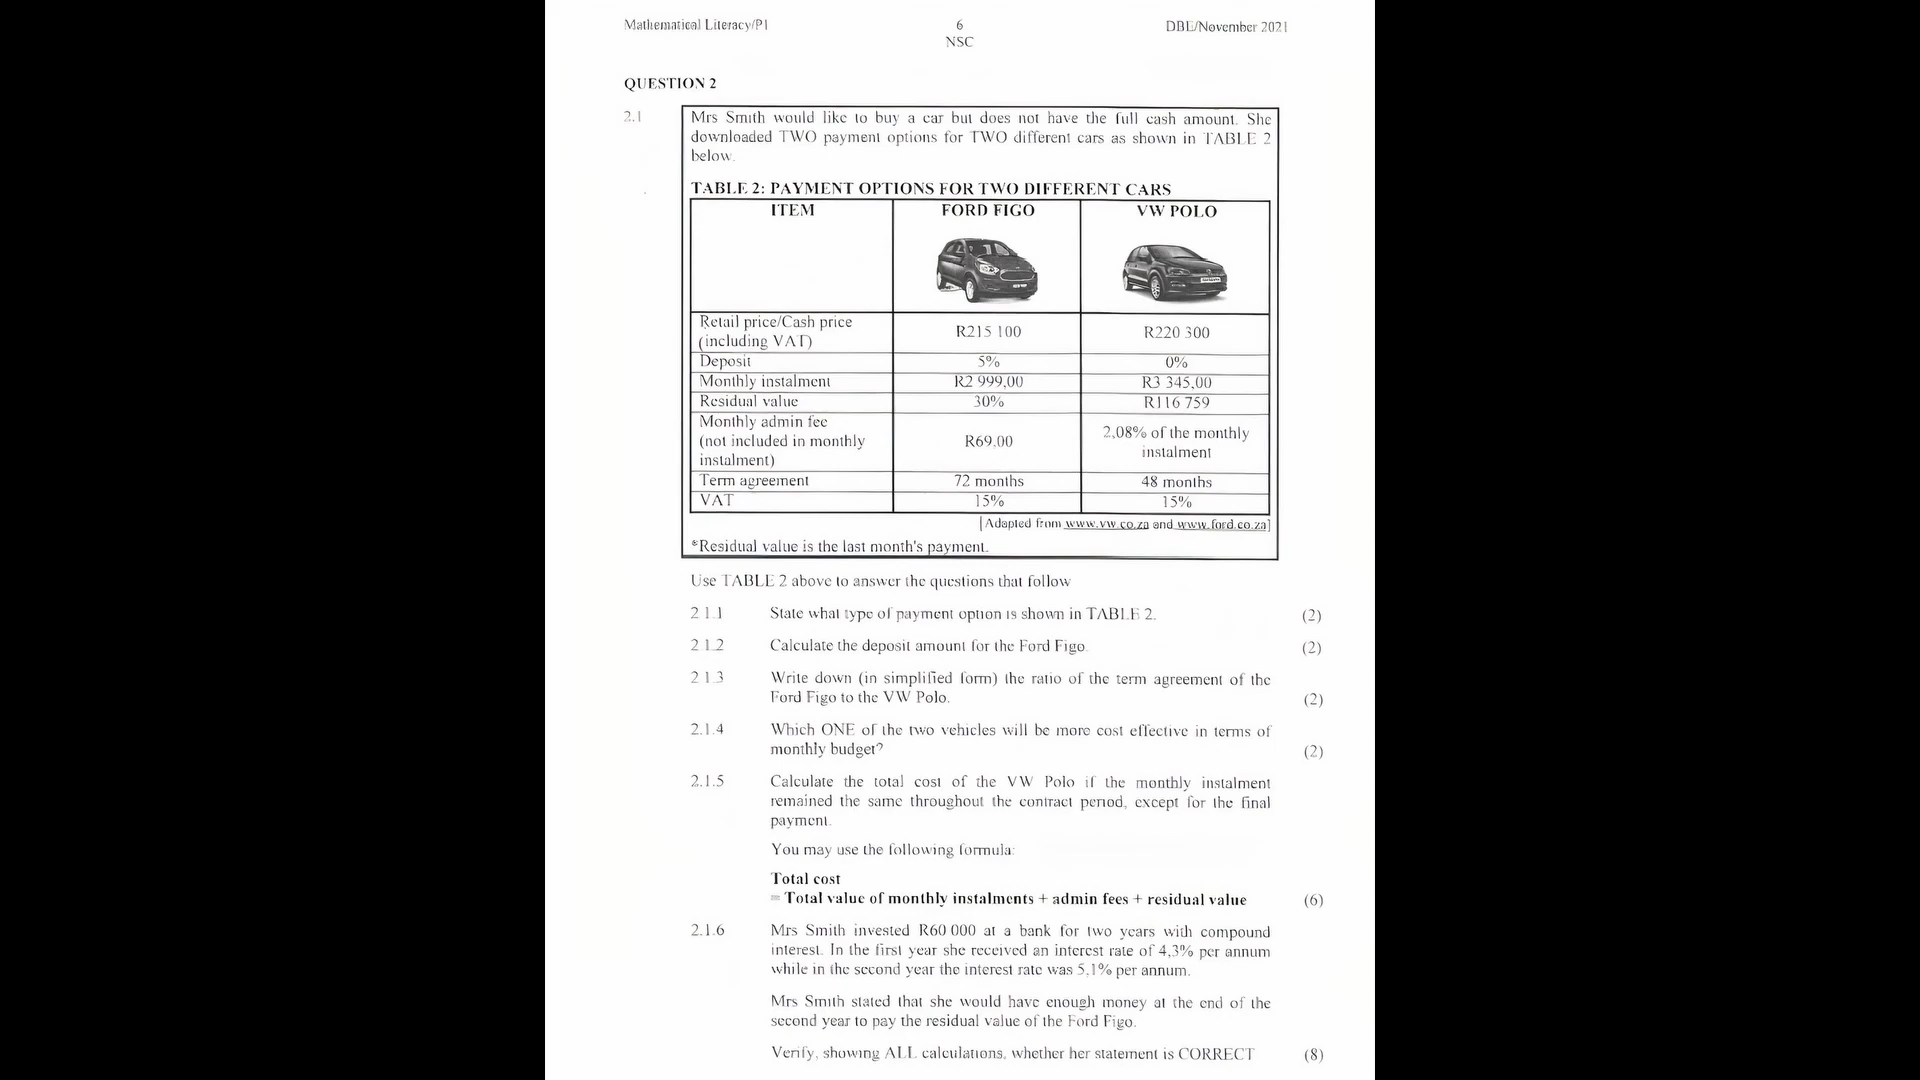 Mathematical Literacy/P1
6
DBE/November 2021
NSC
QUESTION 2
2.1
Mrs Smith would like to buy a car but does not have the full cash amount. She
downloaded TWO payment options for TWO different cars as shown in TABLE 2
below.
TABLE 2: PAYMENT OPTIONS FOR TWO DIFFERENT CARS
ITEM FORD FIGO VW POLO
Retail price/Cash price
(including VAT)
R215 100 R220 300
Deposit 5% 0%
Monthly instalment R2 999,00 R3 345,00
Residual value 30% R116 759
Monthly admin fee
(not included in monthly
instalment)
R69.00
2,08% of the monthly
instalment
Term agreement 72 months 48 months
VAT 15% 15%
[Adapted from www.vw.co.za and www.ford.co.za]
*Residual value is the last month's payment.
Use TABLE 2 above to answer the questions that follow
2 1.1 State what type of payment option is shown in TABLE 2. (2)
2 1.2 Calculate the deposit amount for the Ford Figo. (2)
2 1 3 Write down (in simplified form) the ratio of the term agreement of the
Ford Figo to the VW Polo. (2)
2.1.4 Which ONE of the two vehicles will be more cost effective in terms of
monthly budget? (2)
2.1.5 Calculate the total cost of the VW Polo if the monthly instalment
remained the same throughout the contract period, except for the final
payment.
You may use the following formula:
Total cost
= Total value of monthly instalments + admin fees + residual value (6)
2.1.6 Mrs Smith invested R60 000 at a bank for two years with compound
interest. In the first year she received an interest rate of 4,3% per annum
while in the second year the interest rate was 5,1% per annum.
Mrs Smith stated that she would have enough money at the end of the
second year to pay the residual value of the Ford Figo.
Verify, showing ALL calculations, whether her statement is CORRECT (8)